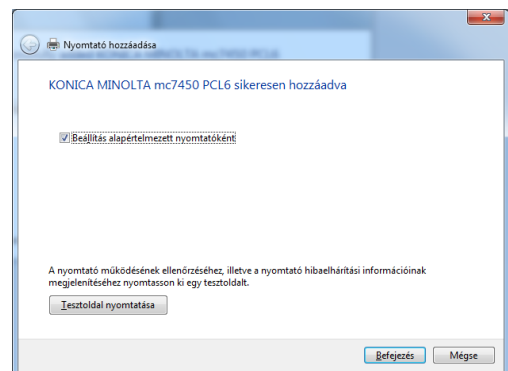 Nyomtató hozzáadása
KONICA MINOLTA mc7450 PCL6 sikeresen hozzáadva
Beállítás alapértelmezett nyomtatóként
A nyomtató működésének ellenőrzéséhez, illetve a nyomtató hibaelhárítási információinak
megjelenítéséhez nyomtasson ki egy tesztoldalt.
Tesztoldal nyomtatása
Befejezés Mégse